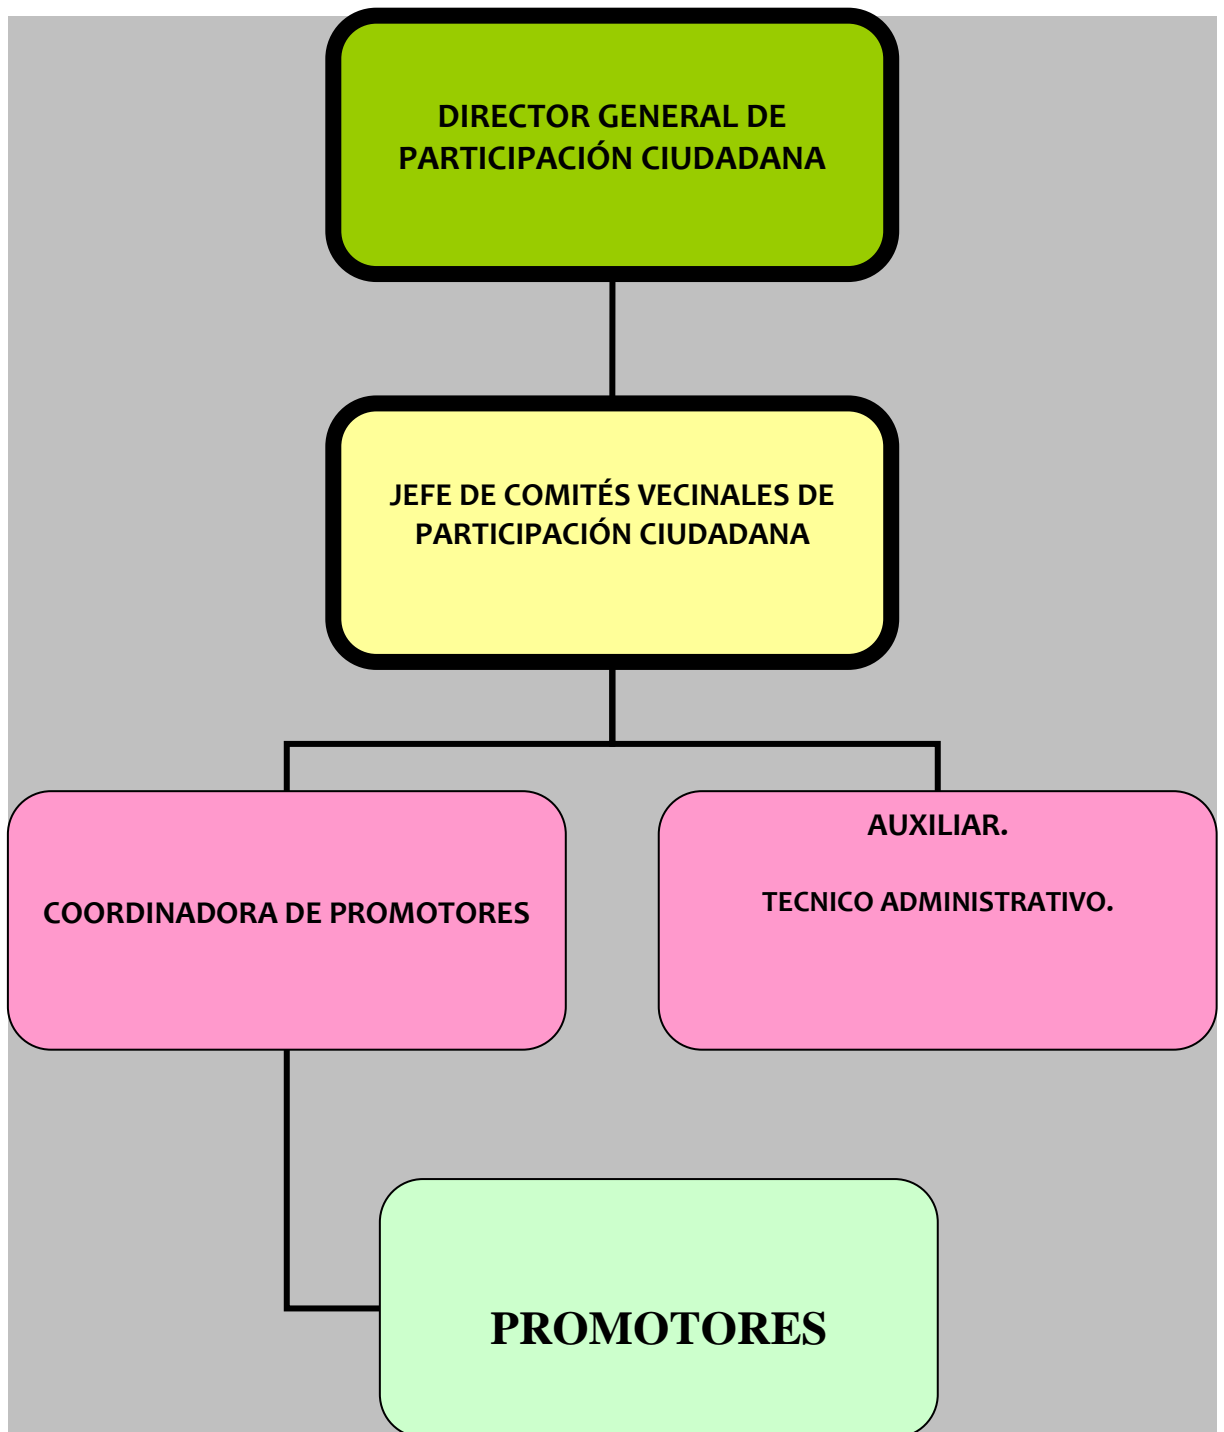 DIRECTOR GENERAL DE
PARTICIPACIÓN CIUDADANA
JEFE DE COMITÉS VECINALES DE
PARTICIPACIÓN CIUDADANA
COORDINADORA DE PROMOTORES
AUXILIAR.
TECNICO ADMINISTRATIVO.
PROMOTORES